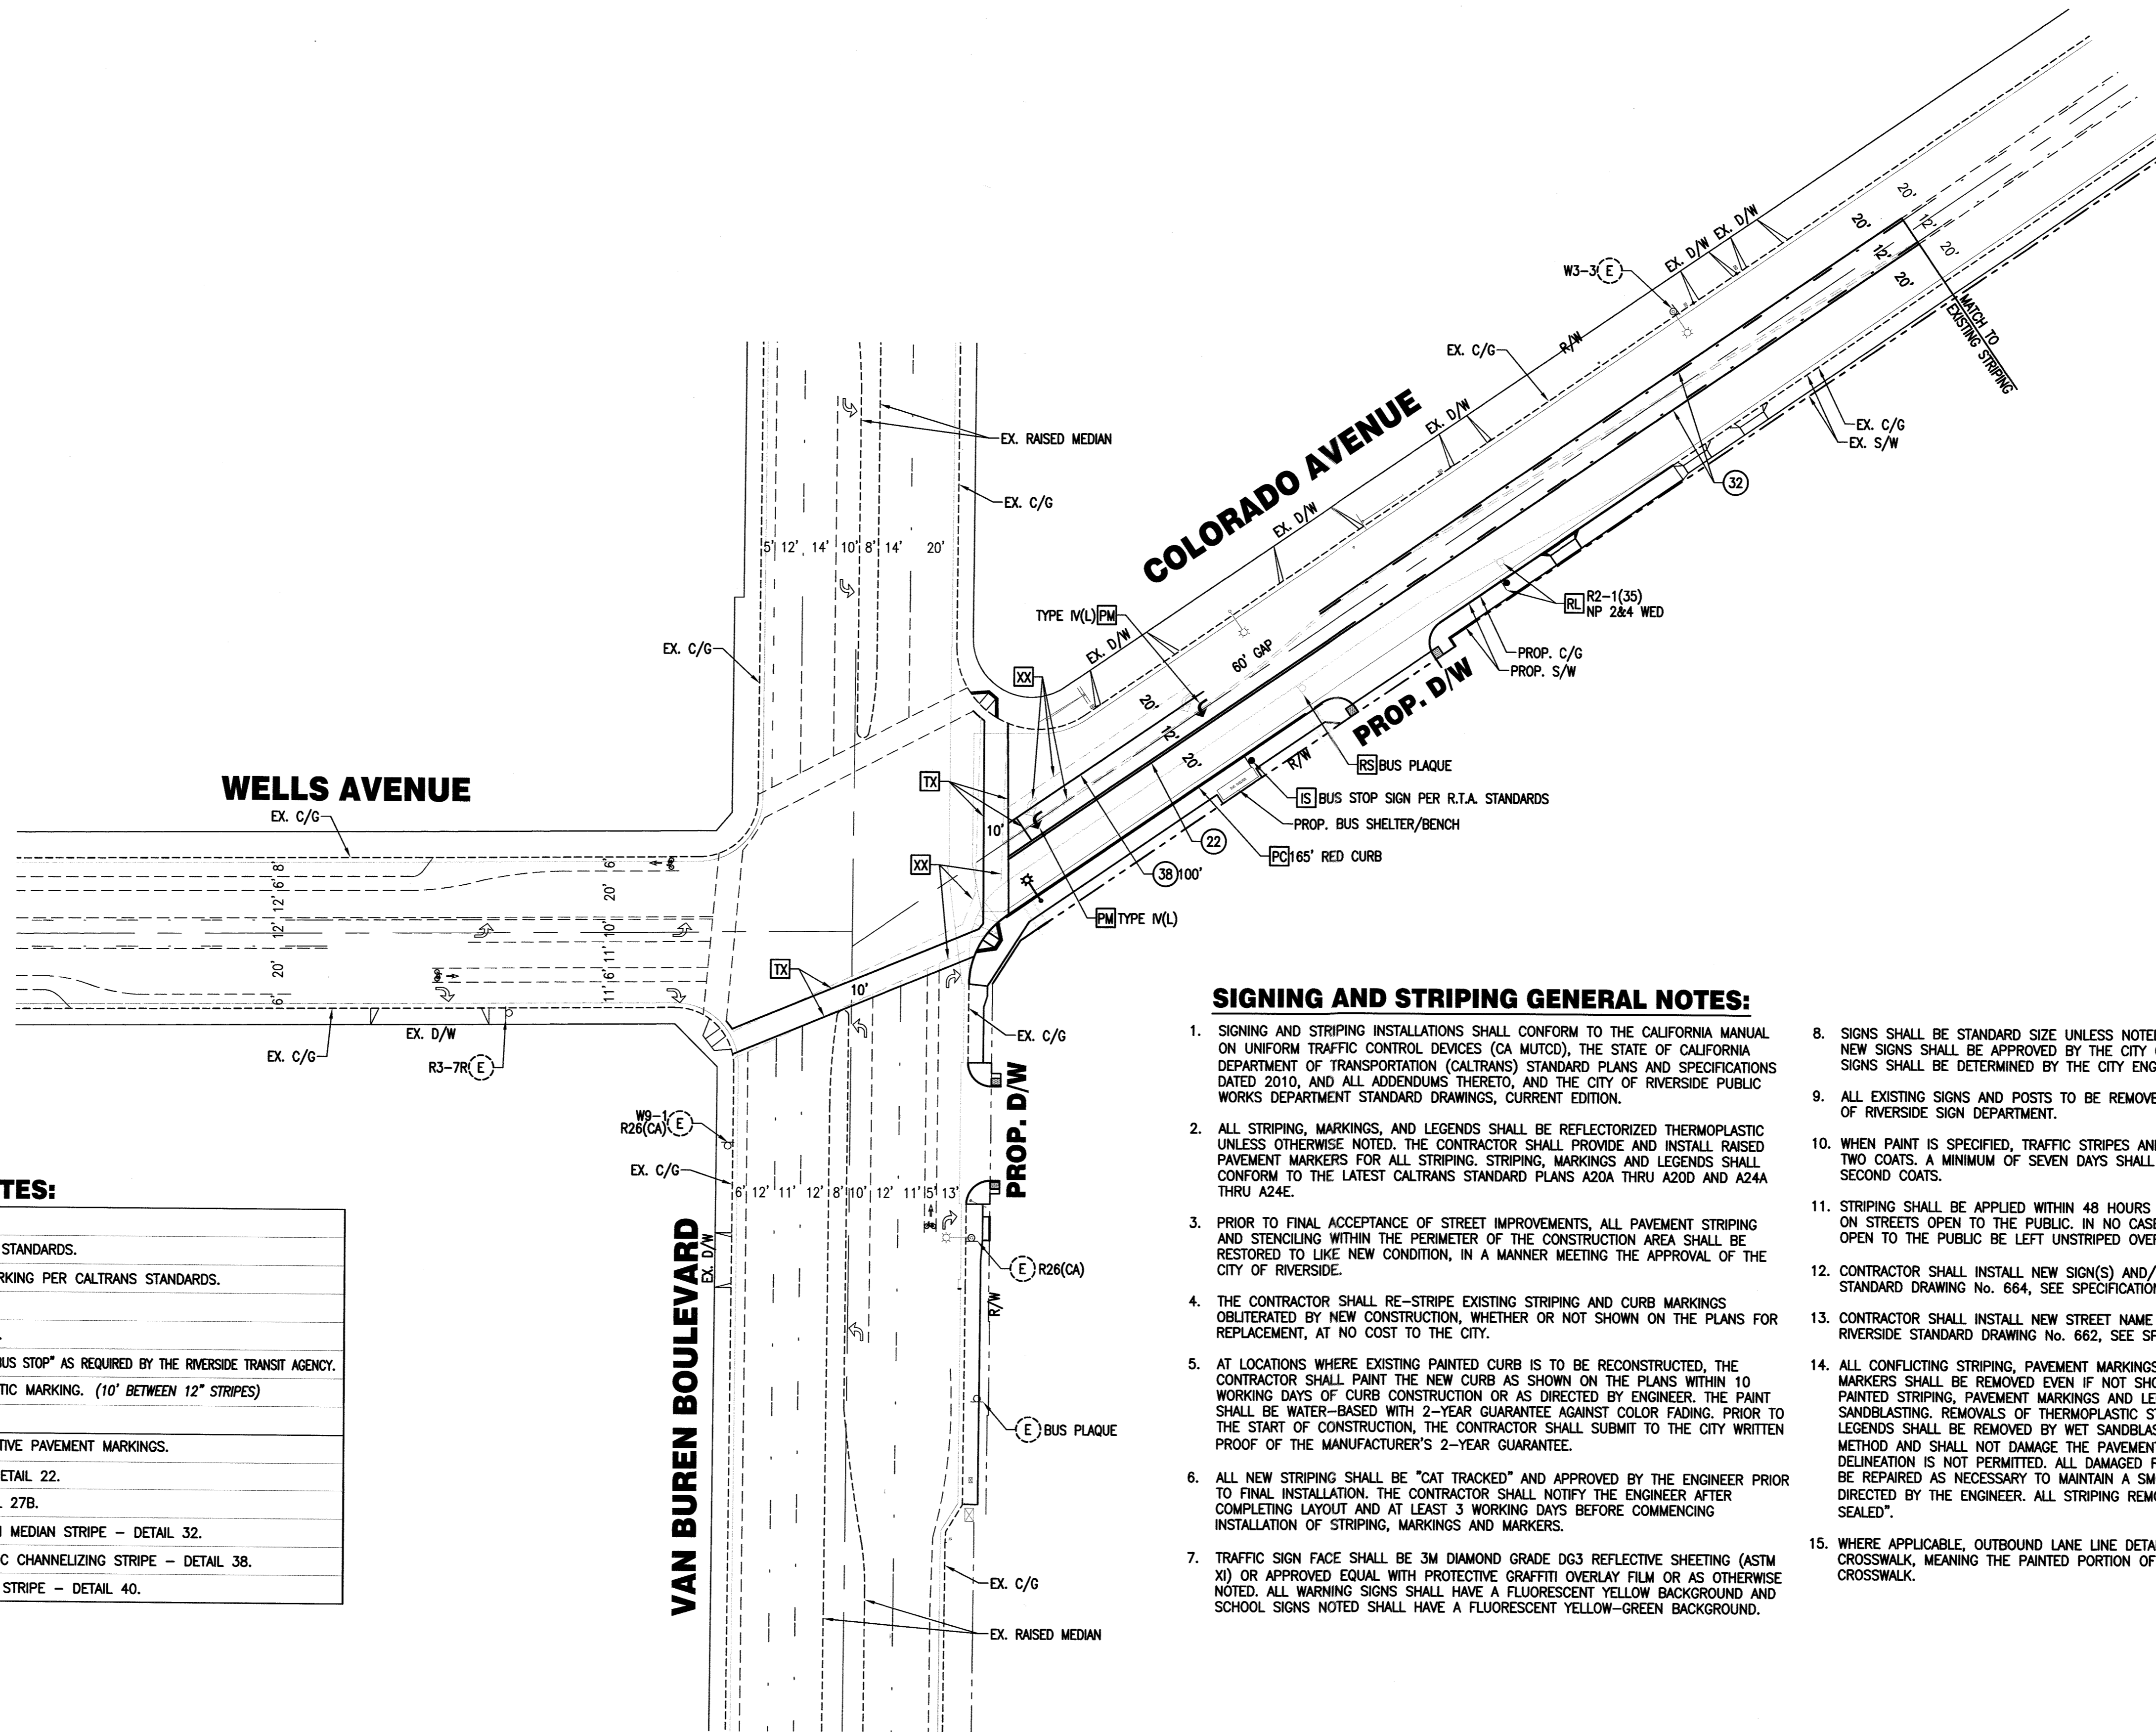 COLORADO AVENUE
WELLS AVENUE
VAN BUREN BOULEVARD
20'
12'
20'
20'
12'
20'
MATCH TO
EXISTING STRIPING
EX. D/W
EX. D/W
W3-3 E
R/W
EX. C/G
EX. D/W
EX. D/W
EX. D/W
EX. C/G
EX. S/W
32
RL R2-1(35)
NP 2&4 WED
PROP. C/G
PROP. S/W
PROP. D/W
R/W
60' GAP
TYPE IV(L) PM
XX
20'
12'
20'
RS BUS PLAQUE
IS BUS STOP SIGN PER R.T.A. STANDARDS
PROP. BUS SHELTER/BENCH
22
PC 165' RED CURB
38 100'
PM TYPE IV(L)
TX
10'
XX
TX
10'
EX. RAISED MEDIAN
EX. C/G
5' 12' 14' 10' 8' 14' 20'
EX. C/G
EX. C/G
8'
6'
12'
12'
20'
6'
6'
20'
10'
11'
6'
11'
EX. D/W
EX. C/G
R3-7R E
W9-1
R26(CA) E
EX. C/G
6' 12' 11' 12' 8' 10' 12' 11' 5' 13'
EX. D/W
EX. C/G
PROP. D/W
E R26(CA)
R/W
E BUS PLAQUE
EX. C/G
EX. RAISED MEDIAN
TES:
STANDARDS.
RKING PER CALTRANS STANDARDS.
BUS STOP" AS REQUIRED BY THE RIVERSIDE TRANSIT AGENCY.
TIC MARKING. (10' BETWEEN 12" STRIPES)
TIVE PAVEMENT MARKINGS.
ETAIL 22.
L 27B.
MEDIAN STRIPE – DETAIL 32.
C CHANNELIZING STRIPE – DETAIL 38.
STRIPE – DETAIL 40.
SIGNING AND STRIPING GENERAL NOTES:
1. SIGNING AND STRIPING INSTALLATIONS SHALL CONFORM TO THE CALIFORNIA MANUAL
ON UNIFORM TRAFFIC CONTROL DEVICES (CA MUTCD), THE STATE OF CALIFORNIA
DEPARTMENT OF TRANSPORTATION (CALTRANS) STANDARD PLANS AND SPECIFICATIONS
DATED 2010, AND ALL ADDENDUMS THERETO, AND THE CITY OF RIVERSIDE PUBLIC
WORKS DEPARTMENT STANDARD DRAWINGS, CURRENT EDITION.
2. ALL STRIPING, MARKINGS, AND LEGENDS SHALL BE REFLECTORIZED THERMOPLASTIC
UNLESS OTHERWISE NOTED. THE CONTRACTOR SHALL PROVIDE AND INSTALL RAISED
PAVEMENT MARKERS FOR ALL STRIPING. STRIPING, MARKINGS AND LEGENDS SHALL
CONFORM TO THE LATEST CALTRANS STANDARD PLANS A20A THRU A20D AND A24A
THRU A24E.
3. PRIOR TO FINAL ACCEPTANCE OF STREET IMPROVEMENTS, ALL PAVEMENT STRIPING
AND STENCILING WITHIN THE PERIMETER OF THE CONSTRUCTION AREA SHALL BE
RESTORED TO LIKE NEW CONDITION, IN A MANNER MEETING THE APPROVAL OF THE
CITY OF RIVERSIDE.
4. THE CONTRACTOR SHALL RE-STRIPE EXISTING STRIPING AND CURB MARKINGS
OBLITERATED BY NEW CONSTRUCTION, WHETHER OR NOT SHOWN ON THE PLANS FOR
REPLACEMENT, AT NO COST TO THE CITY.
5. AT LOCATIONS WHERE EXISTING PAINTED CURB IS TO BE RECONSTRUCTED, THE
CONTRACTOR SHALL PAINT THE NEW CURB AS SHOWN ON THE PLANS WITHIN 10
WORKING DAYS OF CURB CONSTRUCTION OR AS DIRECTED BY ENGINEER. THE PAINT
SHALL BE WATER-BASED WITH 2-YEAR GUARANTEE AGAINST COLOR FADING. PRIOR TO
THE START OF CONSTRUCTION, THE CONTRACTOR SHALL SUBMIT TO THE CITY WRITTEN
PROOF OF THE MANUFACTURER'S 2-YEAR GUARANTEE.
6. ALL NEW STRIPING SHALL BE "CAT TRACKED" AND APPROVED BY THE ENGINEER PRIOR
TO FINAL INSTALLATION. THE CONTRACTOR SHALL NOTIFY THE ENGINEER AFTER
COMPLETING LAYOUT AND AT LEAST 3 WORKING DAYS BEFORE COMMENCING
INSTALLATION OF STRIPING, MARKINGS AND MARKERS.
7. TRAFFIC SIGN FACE SHALL BE 3M DIAMOND GRADE DG3 REFLECTIVE SHEETING (ASTM
XI) OR APPROVED EQUAL WITH PROTECTIVE GRAFFITI OVERLAY FILM OR AS OTHERWISE
NOTED. ALL WARNING SIGNS SHALL HAVE A FLUORESCENT YELLOW BACKGROUND AND
SCHOOL SIGNS NOTED SHALL HAVE A FLUORESCENT YELLOW-GREEN BACKGROUND.
8. SIGNS SHALL BE STANDARD SIZE UNLESS NOTE
NEW SIGNS SHALL BE APPROVED BY THE CITY
SIGNS SHALL BE DETERMINED BY THE CITY ENG
9. ALL EXISTING SIGNS AND POSTS TO BE REMOVE
OF RIVERSIDE SIGN DEPARTMENT.
10. WHEN PAINT IS SPECIFIED, TRAFFIC STRIPES AN
TWO COATS. A MINIMUM OF SEVEN DAYS SHALL
SECOND COATS.
11. STRIPING SHALL BE APPLIED WITHIN 48 HOURS
ON STREETS OPEN TO THE PUBLIC. IN NO CASE
OPEN TO THE PUBLIC BE LEFT UNSTRIPED OVER
12. CONTRACTOR SHALL INSTALL NEW SIGN(S) AND/
STANDARD DRAWING No. 664, SEE SPECIFICATION
13. CONTRACTOR SHALL INSTALL NEW STREET NAME
RIVERSIDE STANDARD DRAWING No. 662, SEE SP
14. ALL CONFLICTING STRIPING, PAVEMENT MARKINGS
MARKERS SHALL BE REMOVED EVEN IF NOT SHO
PAINTED STRIPING, PAVEMENT MARKINGS AND LE
SANDBLASTING. REMOVALS OF THERMOPLASTIC ST
LEGENDS SHALL BE REMOVED BY WET SANDBLAS
METHOD AND SHALL NOT DAMAGE THE PAVEMENT
DELINEATION IS NOT PERMITTED. ALL DAMAGED P
BE REPAIRED AS NECESSARY TO MAINTAIN A SM
DIRECTED BY THE ENGINEER. ALL STRIPING REMO
SEALED".
15. WHERE APPLICABLE, OUTBOUND LANE LINE DETA
CROSSWALK, MEANING THE PAINTED PORTION OF
CROSSWALK.